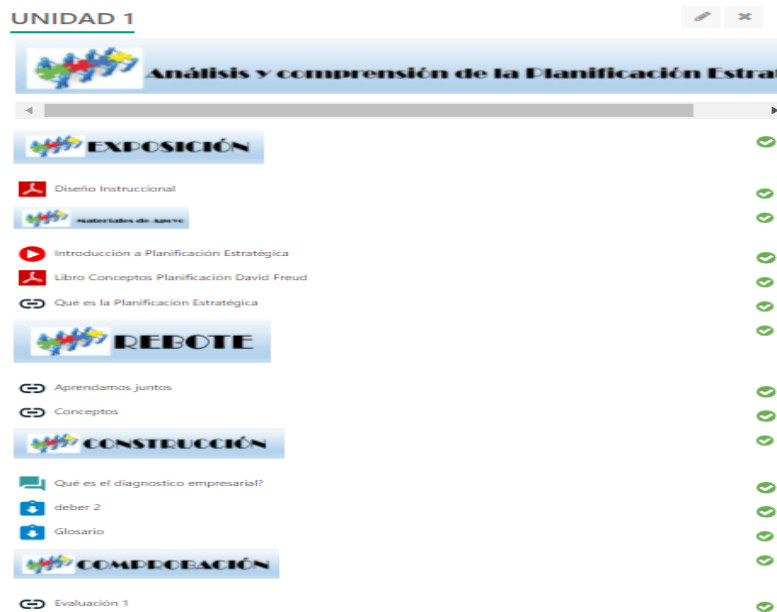 UNIDAD 1
Análisis y comprensión de la Planificación Estrat
EXPOSICIÓN
Diseño Instruccional
Materiales de Apoyo
Introducción a Planificación Estratégica
Libro Conceptos Planificación David Freud
Qué es la Planificación Estratégica
REBOTE
Aprendamos juntos
Conceptos
CONSTRUCCIÓN
Qué es el diagnostico empresarial?
deber 2
Glosario
COMPROBACIÓN
Evaluación 1